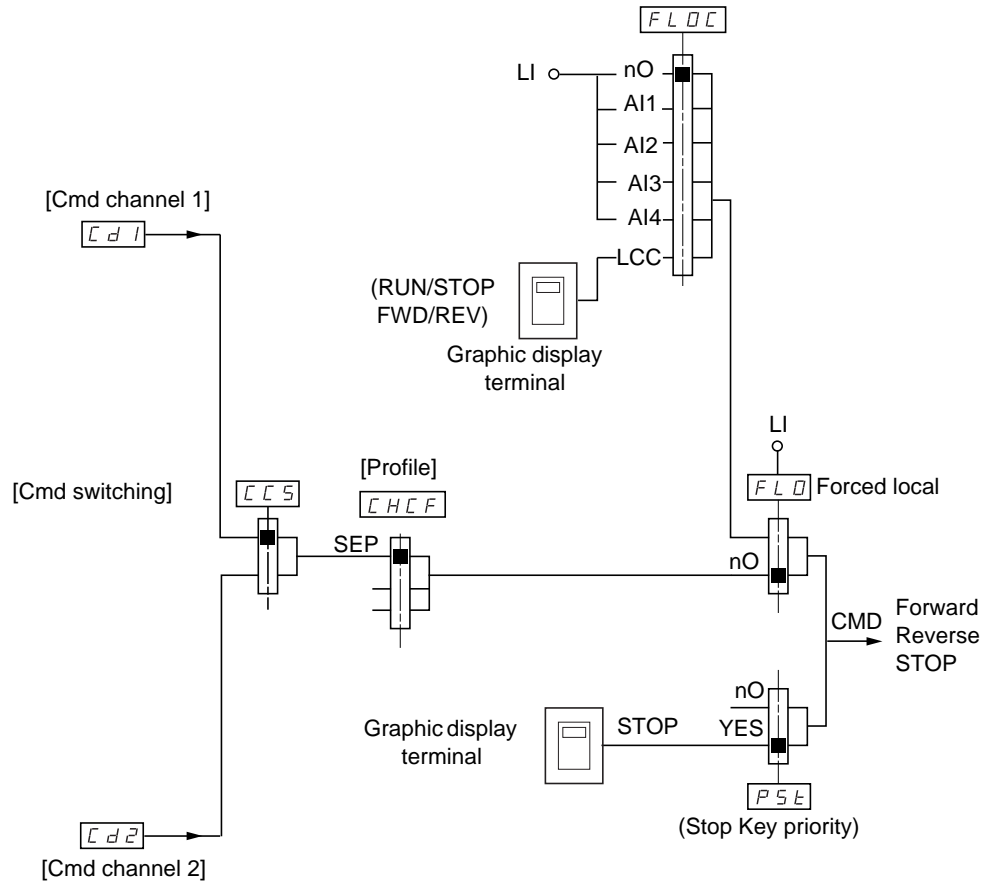 FLOC
LI
nO
AI1
AI2
AI3
AI4
LCC
[Cmd channel 1]
Cd1
(RUN/STOP
FWD/REV)
Graphic display
terminal
LI
[Profile]
[Cmd switching]
CCS
CHCF
FLO Forced local
SEP
nO
CMD
Forward
Reverse
STOP
nO
Graphic display
terminal
STOP
YES
PSt
(Stop Key priority)
Cd2
[Cmd channel 2]